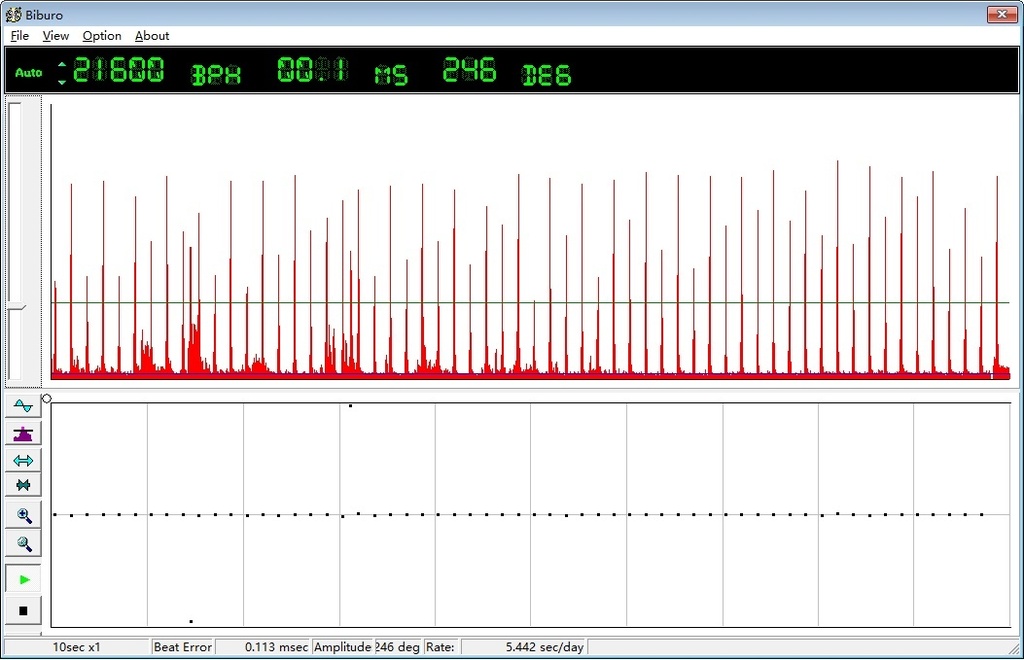 Biburo
File View Option About
Auto 21600 BPH 00.1 MS 246 DEG
10sec x1 Beat Error 0.113 msec Amplitude 246 deg Rate: 5.442 sec/day